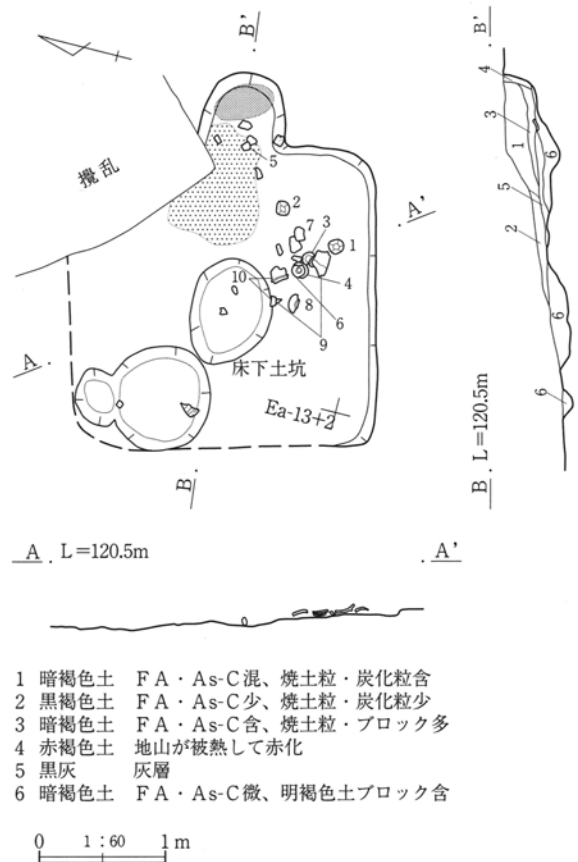 B'
攪乱
5
2
7
3
1
A'
10
4
8
6
9
床下土坑
A
Ea-13+2
B
B'
4
3
1
6
5
2
6
6
B L=120.5m
A L=120.5m A'
1 暗褐色土 FA・As-C混、焼土粒・炭化粒含
2 黒褐色土 FA・As-C少、焼土粒・炭化粒少
3 暗褐色土 FA・As-C含、焼土粒・ブロック多
4 赤褐色土 地山が被熱して赤化
5 黒灰 灰層
6 暗褐色土 FA・As-C微、明褐色土ブロック含
0 1:60 1m